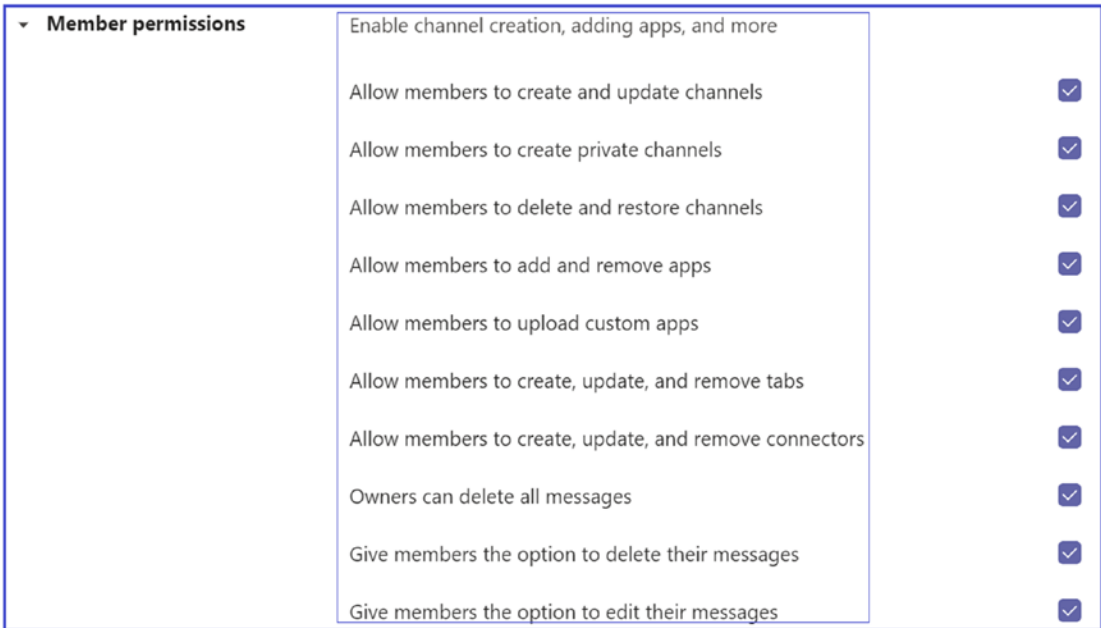 Member permissions
Enable channel creation, adding apps, and more
Allow members to create and update channels
Allow members to create private channels
Allow members to delete and restore channels
Allow members to add and remove apps
Allow members to upload custom apps
Allow members to create, update, and remove tabs
Allow members to create, update, and remove connectors
Owners can delete all messages
Give members the option to delete their messages
Give members the option to edit their messages